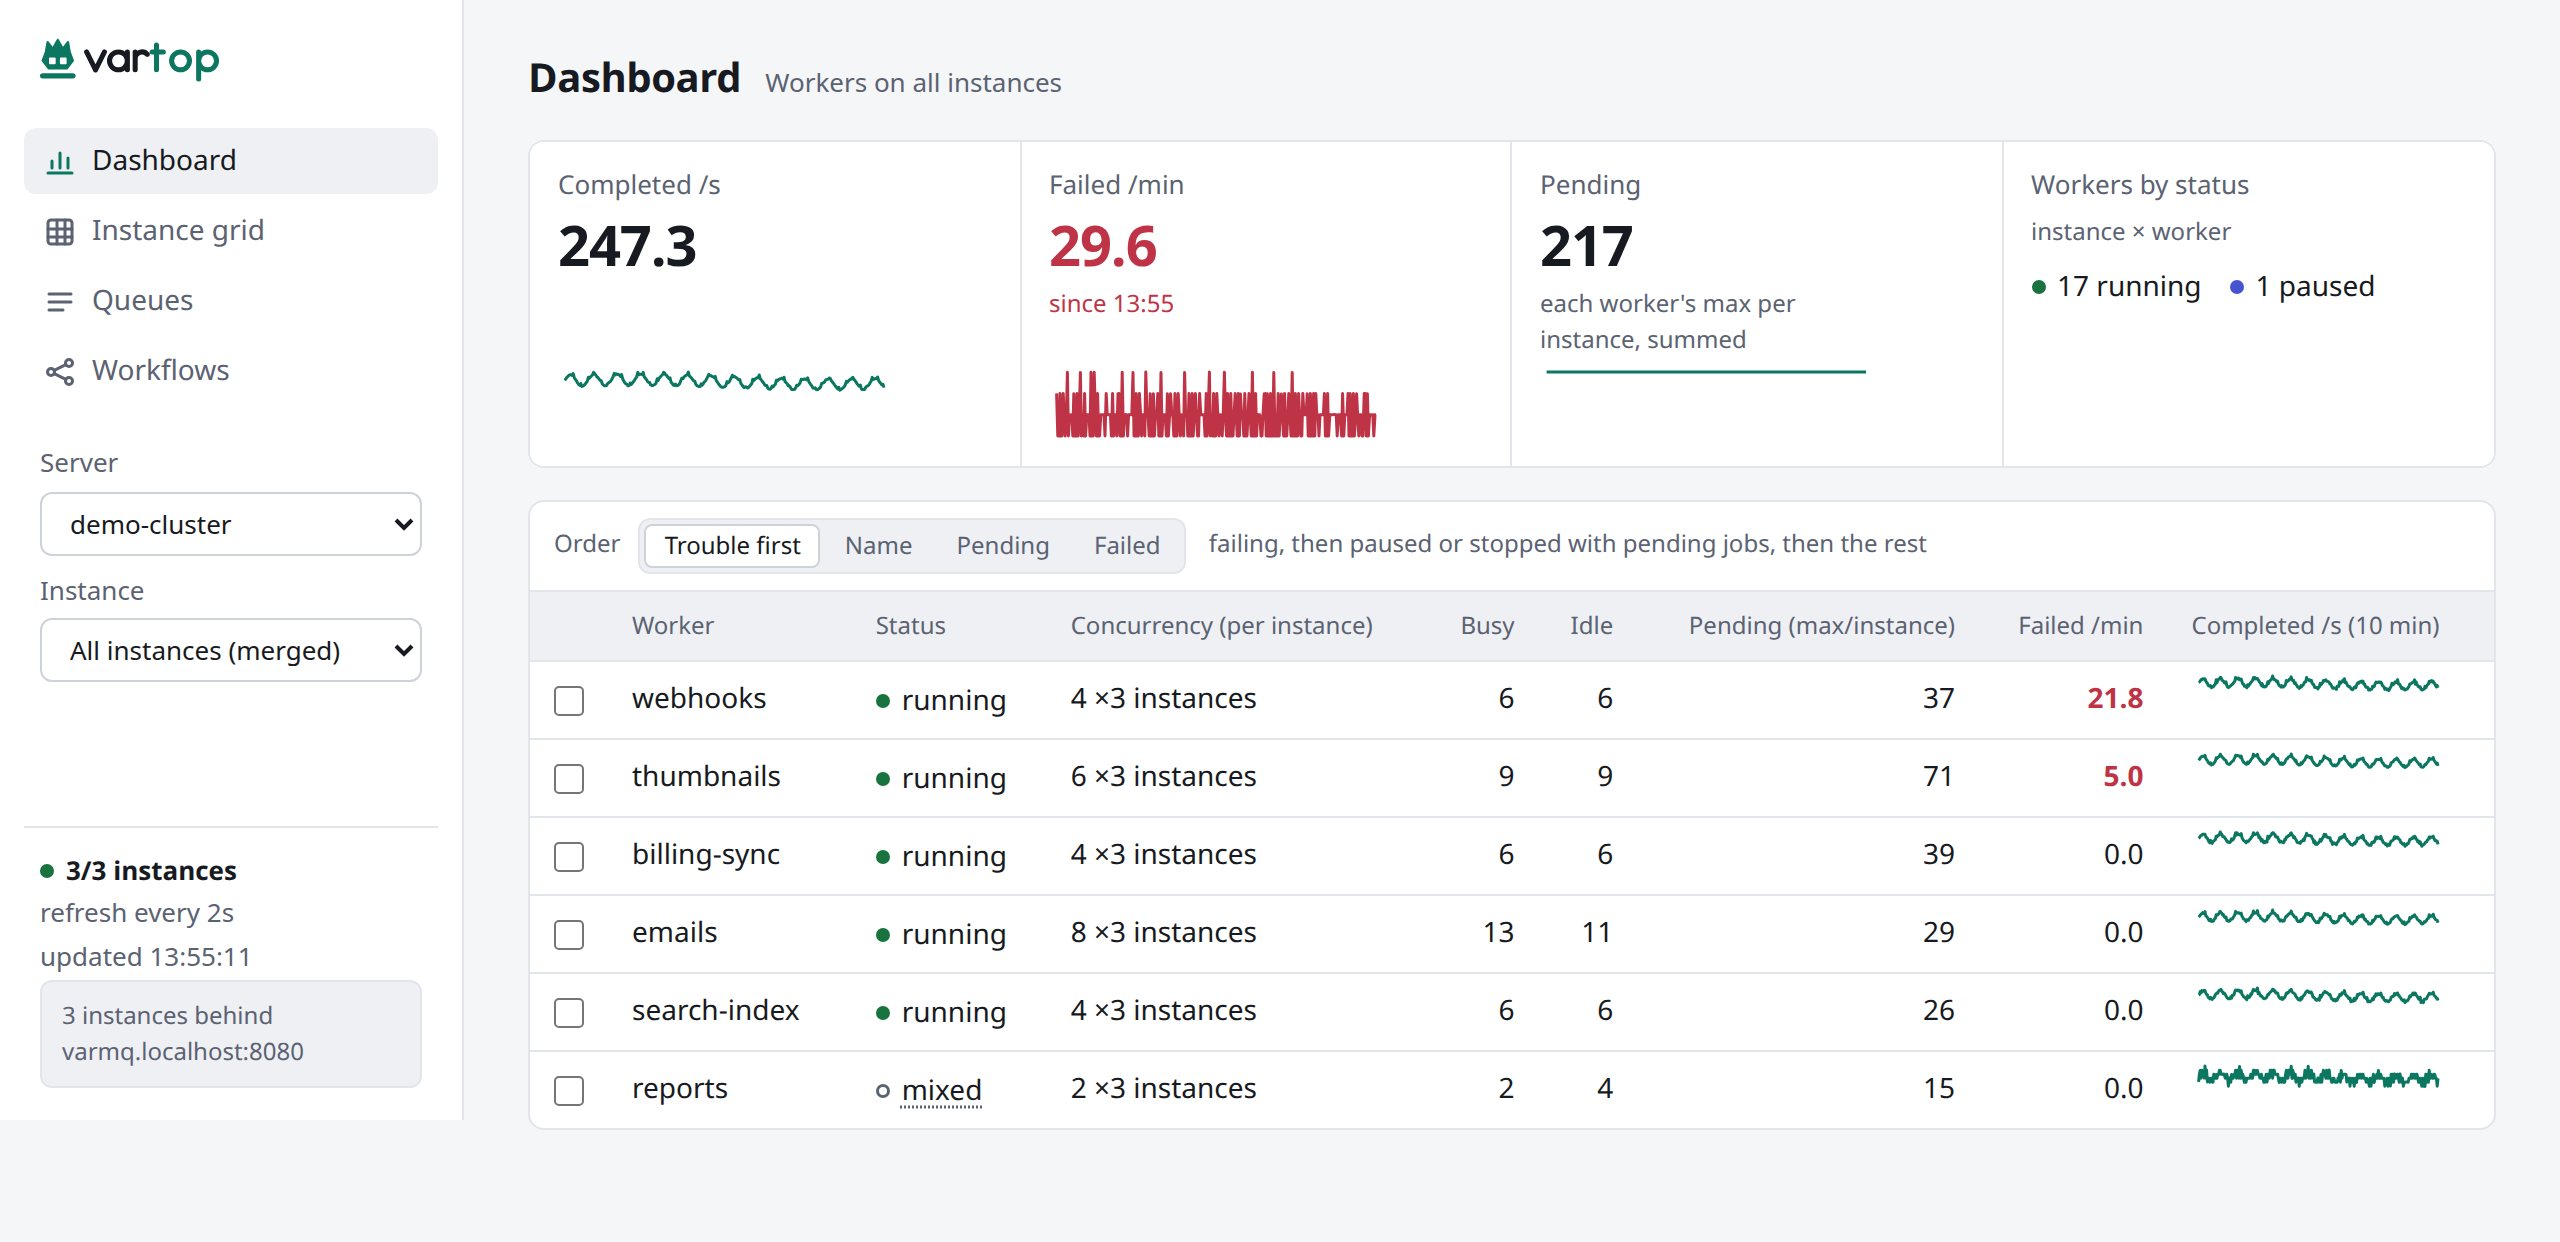 vartop
Dashboard
Instance grid
Queues
Workflows
Server
demo-cluster
Instance
All instances (merged)
3/3 instances
refresh every 2s
updated 13:55:11
3 instances behind
varmq.localhost:8080
Dashboard Workers on all instances
Completed /s
247.3
Failed /min
29.6
since 13:55
Pending
217
each worker's max per
instance, summed
Workers by status
instance × worker
17 running 1 paused
Order Trouble first Name Pending Failed failing, then paused or stopped with pending jobs, then the rest
Worker Status Concurrency (per instance) Busy Idle Pending (max/instance) Failed /min Completed /s (10 min)
webhooks running 4 ×3 instances 6 6 37 21.8
thumbnails running 6 ×3 instances 9 9 71 5.0
billing-sync running 4 ×3 instances 6 6 39 0.0
emails running 8 ×3 instances 13 11 29 0.0
search-index running 4 ×3 instances 6 6 26 0.0
reports mixed 2 ×3 instances 2 4 15 0.0